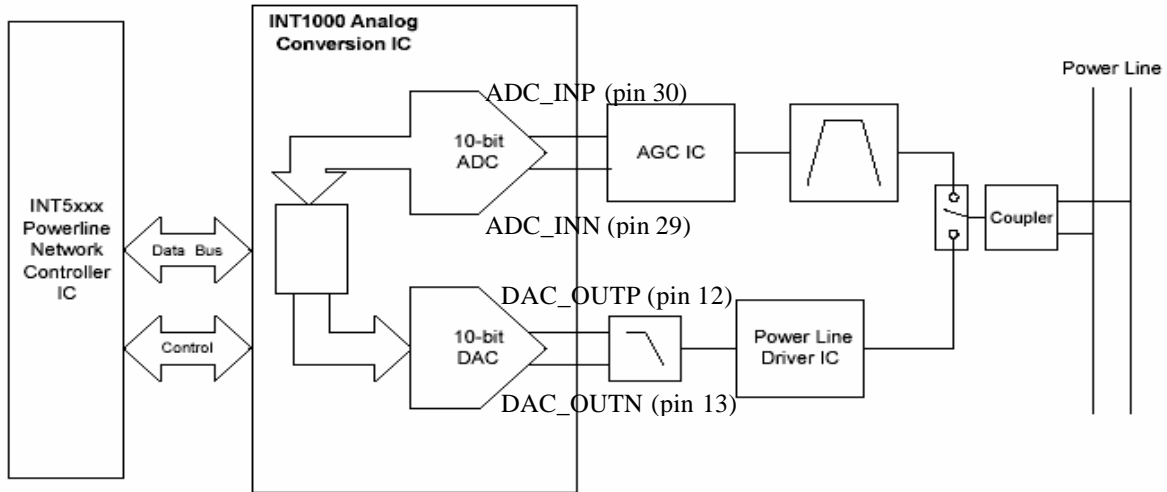 INT1000 Analog
Conversion IC
INT5xxx
Powerline
Network
Controller
IC
Data Bus
Control
ADC_INP (pin 30)
10-bit
ADC
ADC_INN (pin 29)
AGC IC
DAC_OUTP (pin 12)
10-bit
DAC
DAC_OUTN (pin 13)
Power Line
Driver IC
Coupler
Power Line